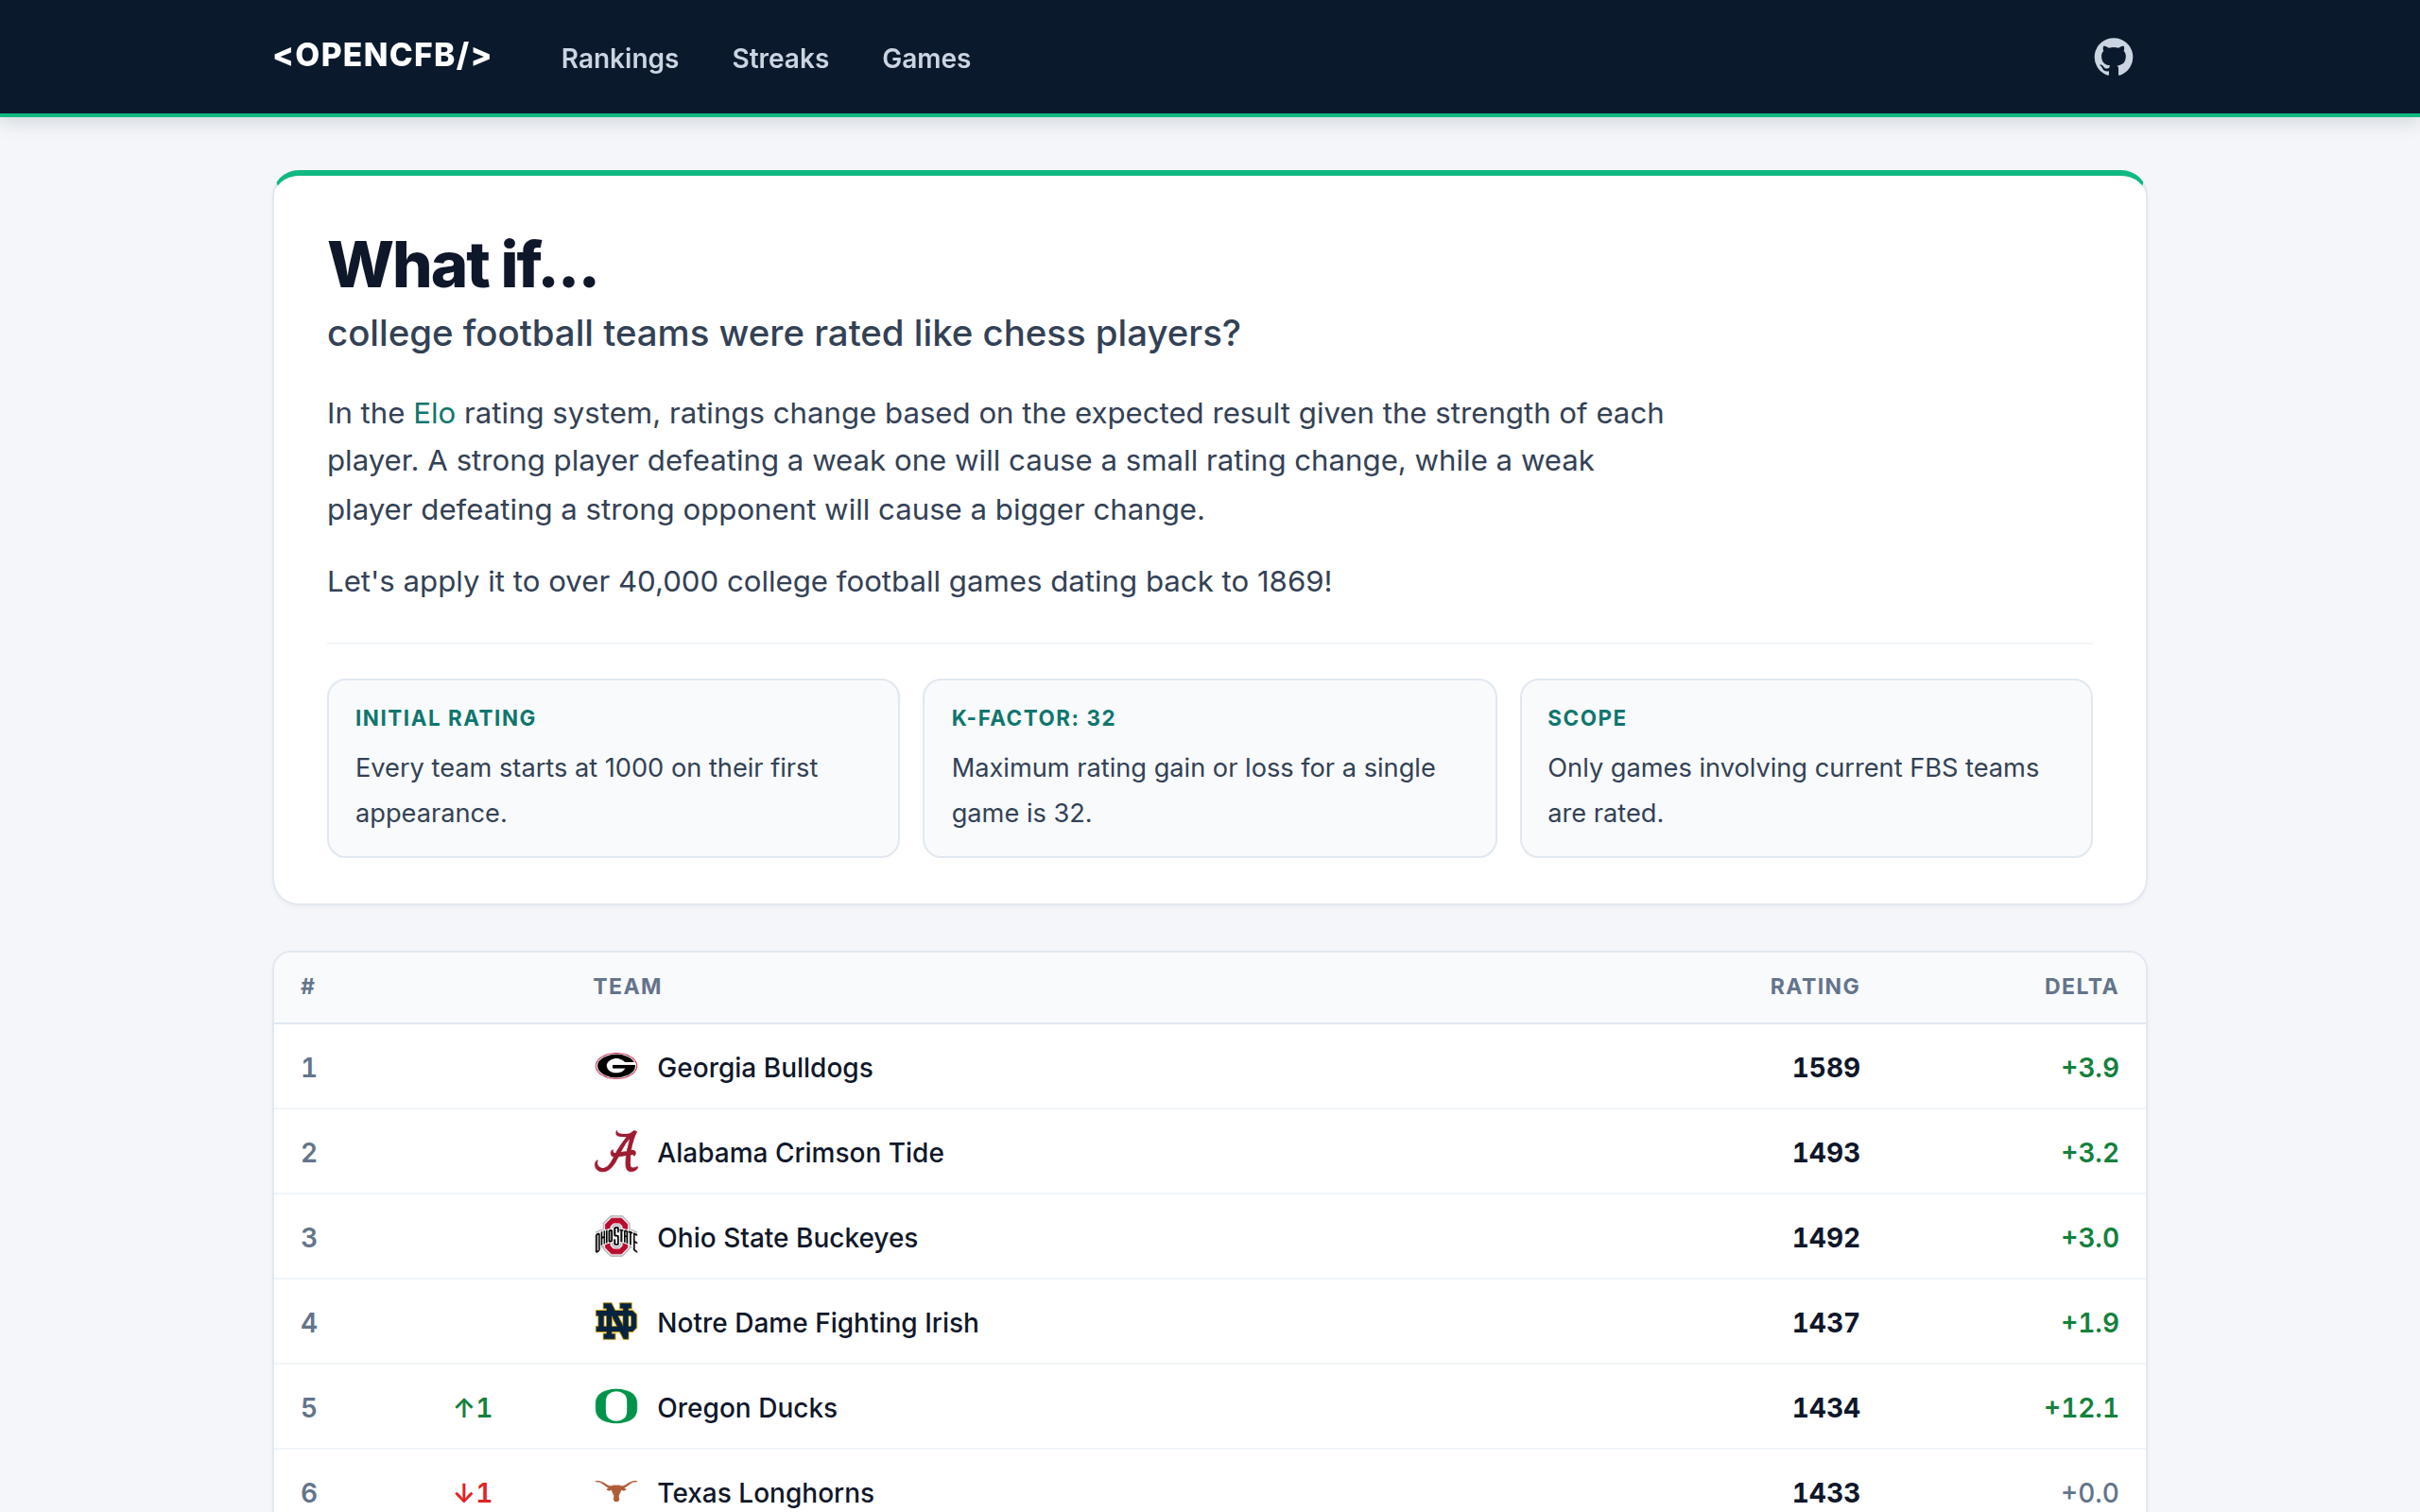 <OPENCFB/> Rankings Streaks Games
What if...
college football teams were rated like chess players?
In the Elo rating system, ratings change based on the expected result given the strength of each
player. A strong player defeating a weak one will cause a small rating change, while a weak
player defeating a strong opponent will cause a bigger change.
Let's apply it to over 40,000 college football games dating back to 1869!
INITIAL RATING
Every team starts at 1000 on their first
appearance.
K-FACTOR: 32
Maximum rating gain or loss for a single
game is 32.
SCOPE
Only games involving current FBS teams
are rated.
# TEAM RATING DELTA
1 G Georgia Bulldogs 1589 +3.9
2 A Alabama Crimson Tide 1493 +3.2
3 OHIO STATE Ohio State Buckeyes 1492 +3.0
4 ND Notre Dame Fighting Irish 1437 +1.9
5 ↑1 O Oregon Ducks 1434 +12.1
6 ↓1 Texas Longhorns 1433 +0.0